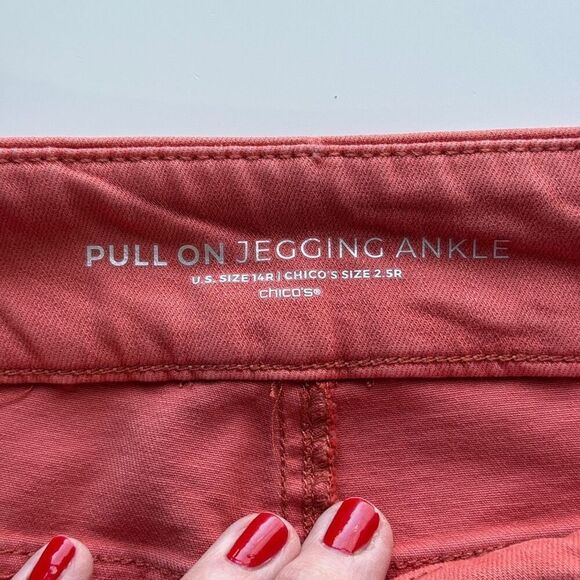 PULL ON JEGGING ANKLE
U.S. SIZE 14R | CHICO'S SIZE 2.5R
chico's®